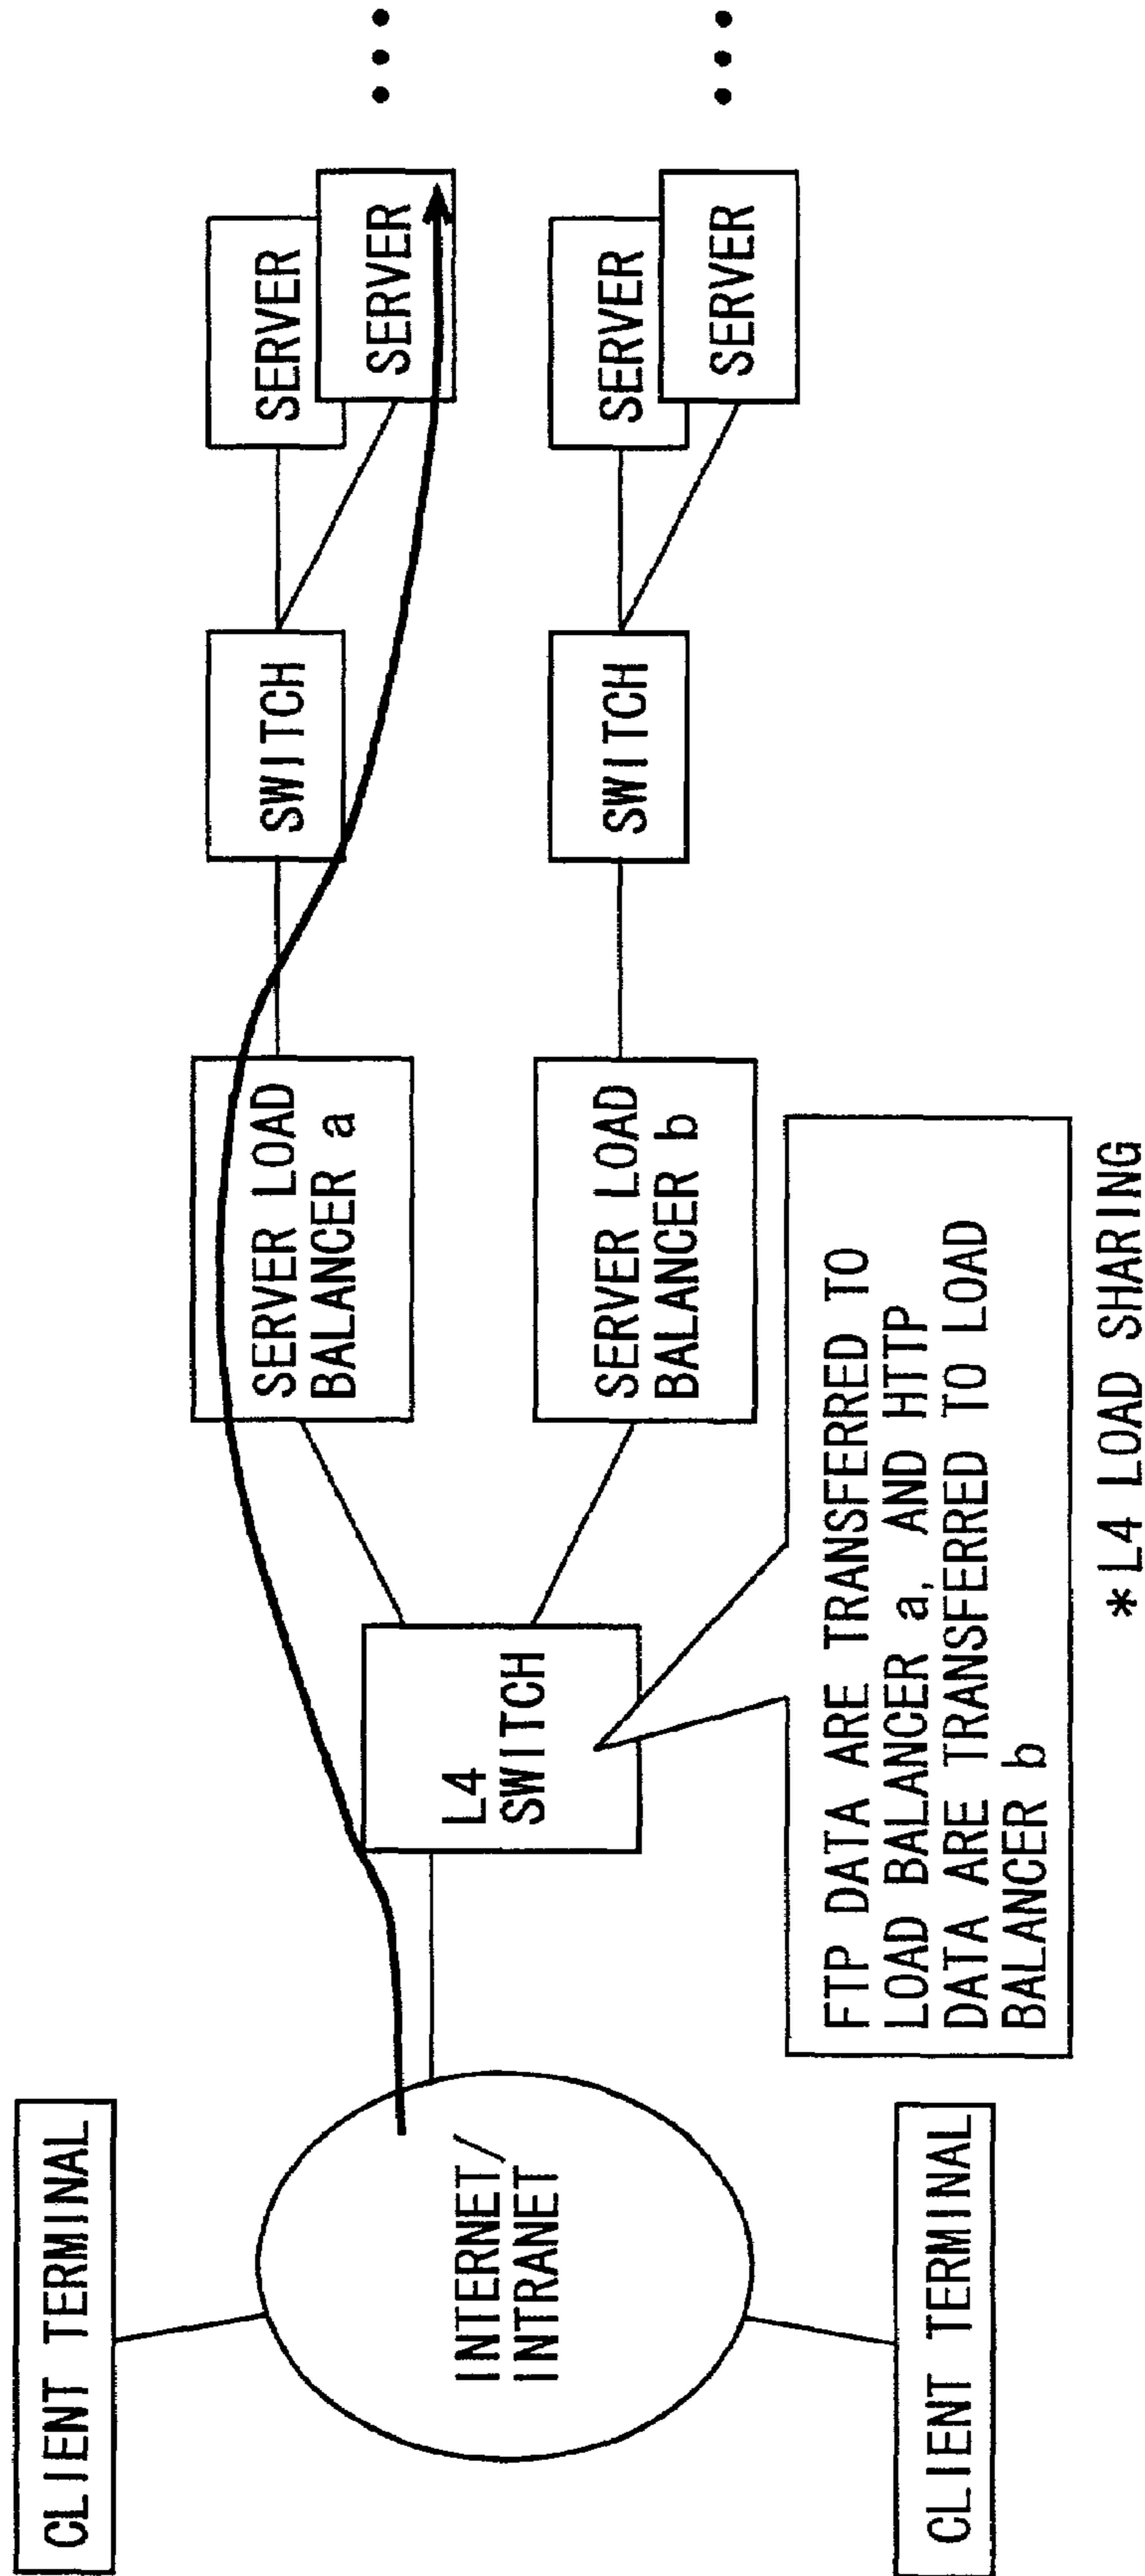 CLIENT TERMINAL
INTERNET/
INTRANET
CLIENT TERMINAL
L4
SWITCH
FTP DATA ARE TRANSFERRED TO
LOAD BALANCER a, AND HTTP
DATA ARE TRANSFERRED TO LOAD
BALANCER b
*L4 LOAD SHARING
SERVER LOAD
BALANCER a
SERVER LOAD
BALANCER b
SWITCH
SWITCH
SERVER
SERVER
SERVER
SERVER